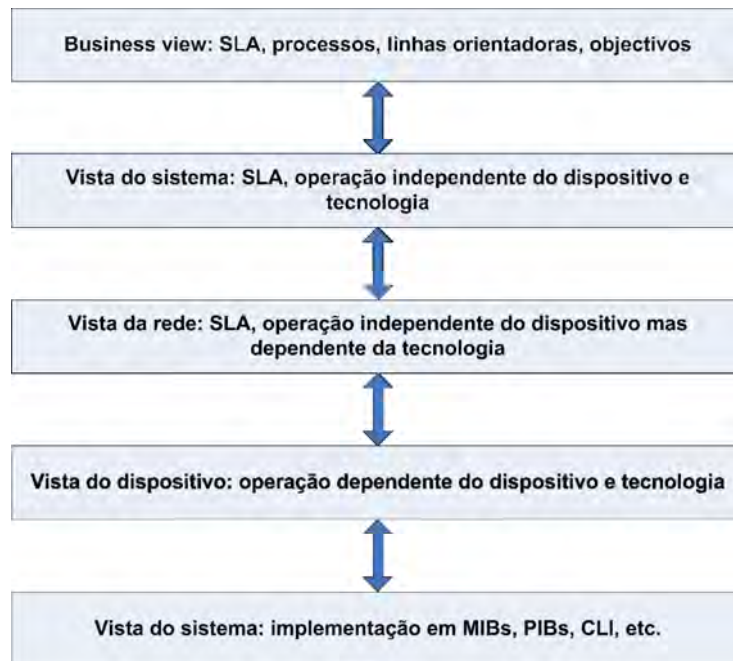 Business view: SLA, processos, linhas orientadoras, objectivos
Vista do sistema: SLA, operação independente do dispositivo e
tecnologia
Vista da rede: SLA, operação independente do dispositivo mas
dependente da tecnologia
Vista do dispositivo: operação dependente do dispositivo e tecnologia
Vista do sistema: implementação em MIBs, PIBs, CLI, etc.